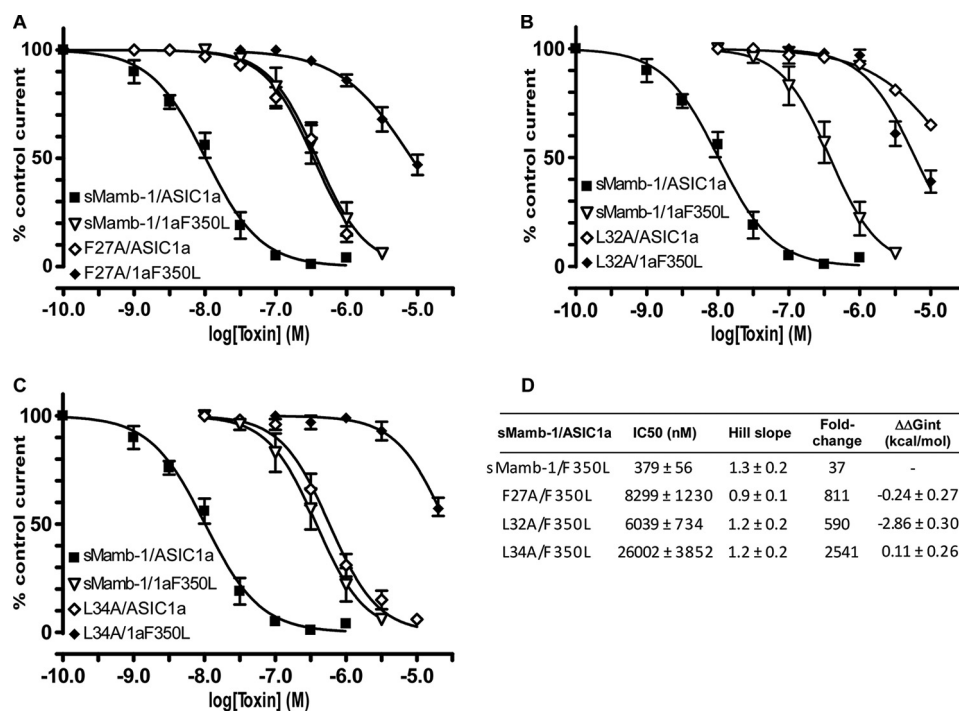 A
% control current
100
50
0
sMamb-1/ASIC1a
sMamb-1/1aF350L
F27A/ASIC1a
F27A/1aF350L
-10.0 -9.0 -8.0 -7.0 -6.0 -5.0
log[Toxin] (M)
B
% control current
100
50
0
sMamb-1/ASIC1a
sMamb-1/1aF350L
L32A/ASIC1a
L32A/1aF350L
-10.0 -9.0 -8.0 -7.0 -6.0 -5.0
log[Toxin] (M)
C
% control current
100
50
0
sMamb-1/ASIC1a
sMamb-1/1aF350L
L34A/ASIC1a
L34A/1aF350L
-10.0 -9.0 -8.0 -7.0 -6.0 -5.0
log[Toxin] (M)
D
sMamb-1/ASIC1a IC50 (nM) Hill slope Fold-change ΔΔGint (kcal/mol)
sMamb-1/F350L 379 ± 56 1.3 ± 0.2 37 -
F27A/F350L 8299 ± 1230 0.9 ± 0.1 811 -0.24 ± 0.27
L32A/F350L 6039 ± 734 1.2 ± 0.2 590 -2.86 ± 0.30
L34A/F350L 26002 ± 3852 1.2 ± 0.2 2541 0.11 ± 0.26